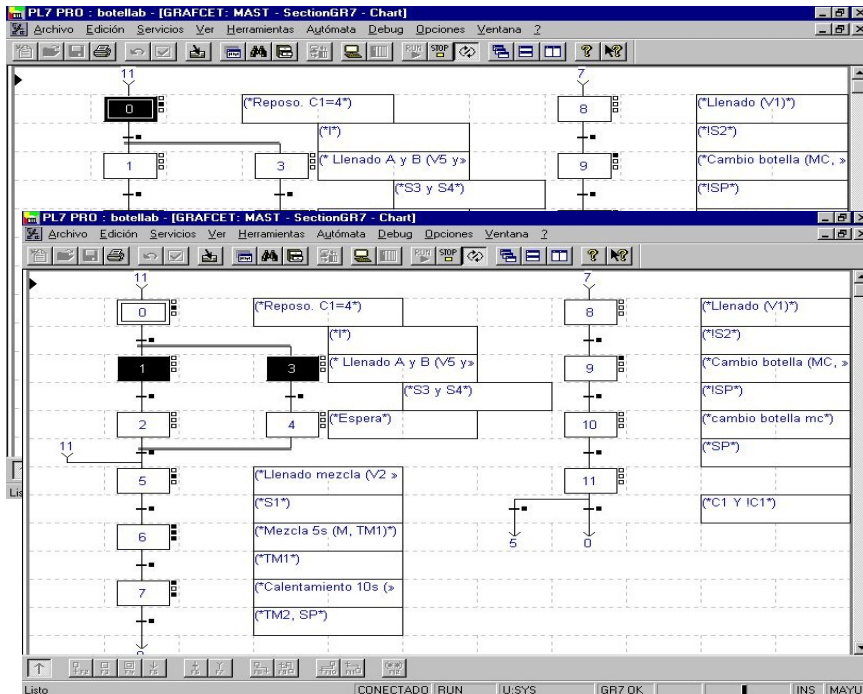 PL7 PRO : botellab - [GRAFCET: MAST - SectionGR7 - Chart]
Archivo Edición Servicios Ver Herramientas Autómata Debug Opciones Ventana ?
RUN STOP
11 7
0 (*Reposo. C1=4*) 8 (*Llenado (V1)*)
(*I*) (*!S2*)
1 3 (* Llenado A y B (V5 y» 9 (*Cambio botella (MC, »
(*S3 y S4*) (*!SP*)
PL7 PRO : botellab - [GRAFCET: MAST - SectionGR7 - Chart]
Archivo Edición Servicios Ver Herramientas Autómata Debug Opciones Ventana ?
RUN STOP
11 7
0 (*Reposo. C1=4*) 8 (*Llenado (V1)*)
(*I*) (*!S2*)
1 3 (* Llenado A y B (V5 y» 9 (*Cambio botella (MC, »
(*S3 y S4*) (*!SP*)
2 4 (*Espera*) 10 (*cambio botella mc*)
11 (*SP*)
5 (*Llenado mezcla (V2 » 11
(*S1*) (*C1 Y !C1*)
6 (*Mezcla 5s (M, TM1)*) 5 0
(*TM1*)
7 (*Calentamiento 10s (»
(*TM2, SP*)
Listo CONECTADO RUN U:SYS GR7 OK INS MAYU